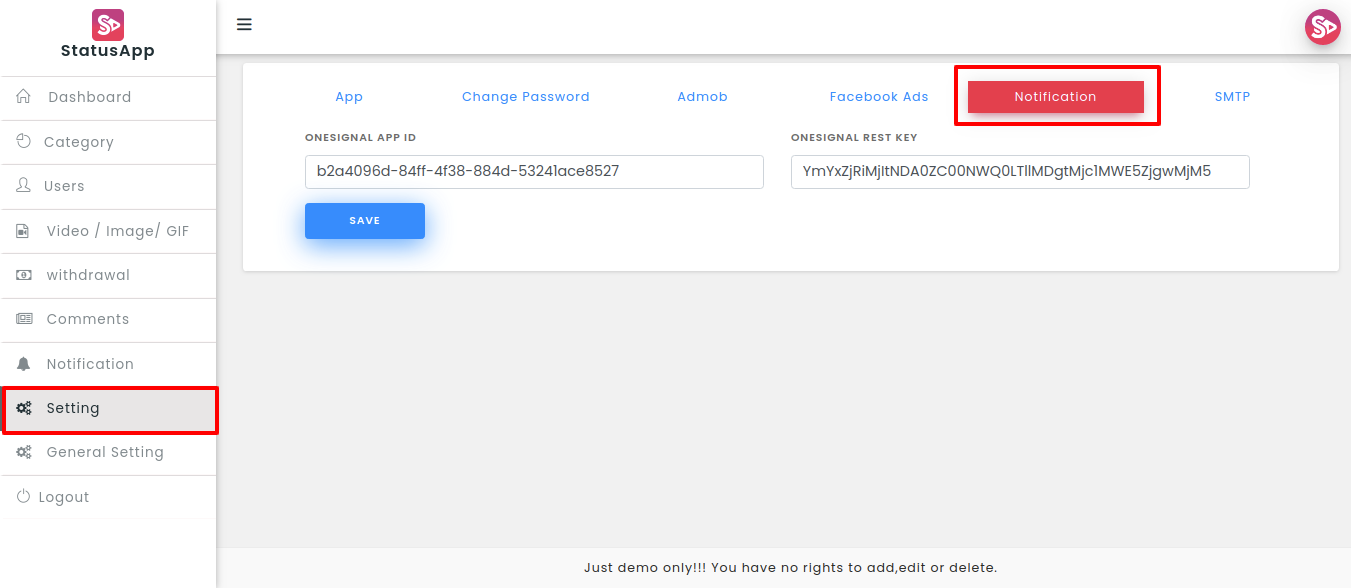 StatusApp
Dashboard
Category
Users
Video / Image/ GIF
withdrawal
Comments
Notification
Setting
General Setting
Logout
App Change Password Admob Facebook Ads Notification SMTP
ONESIGNAL APP ID ONESIGNAL REST KEY
b2a4096d-84ff-4f38-884d-53241ace8527 YmYxZjRiMjItNDA0ZC00NWQ0LTllMDgtMjc1MWE5ZjgwMjM5
SAVE
Just demo only!!! You have no rights to add,edit or delete.